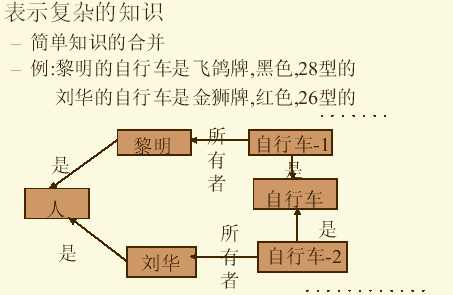 表示复杂的知识
– 简单知识的合并
– 例:黎明的自行车是飞鸽牌,黑色,28型的
刘华的自行车是金狮牌,红色,26型的
黎明
所有者
自行车-1
是
是
人
自行车
是
刘华
所有者
自行车-2
是